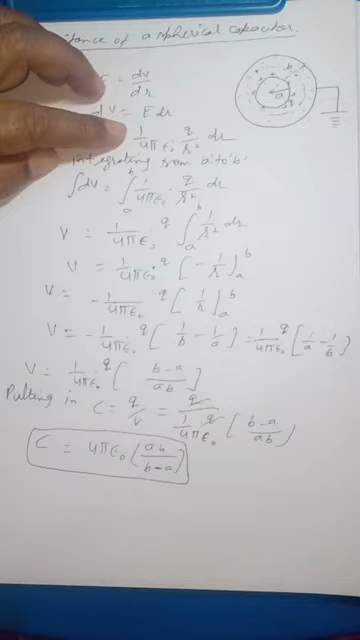 itance of a spherical capacitor.
= dv/dr
dv = E dr
1/4πε₀ · q/r² dr
integrating from a to b.
∫dv = ∫ₐᵇ 1/4πε₀ · q/r² dr
V = 1/4πε₀ · q ∫ₐᵇ 1/r² dr
V = 1/4πε₀ · q [ -1/r ]ₐᵇ
V = -1/4πε₀ q [ 1/r ]ₐᵇ
V = -1/4πε₀ q [ 1/b - 1/a ] = 1/4πε₀ q [ 1/a - 1/b ]
V = 1/4πε₀ · q [ b-a/ab ]
Putting in C = q/V = q / 1/4πε₀ · q [ b-a/ab ]
C = 4πε₀ ( ab/b-a )
b
a
q